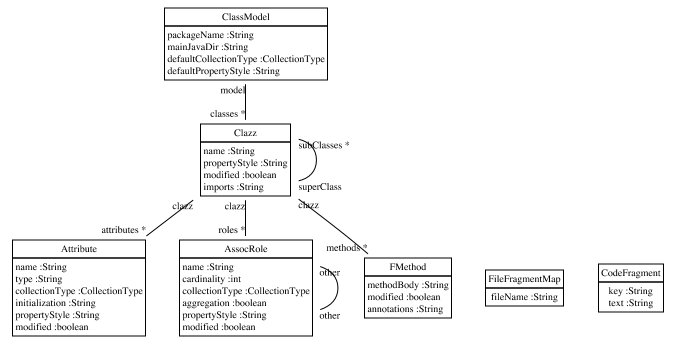 ClassModel
packageName :String
mainJavaDir :String
defaultCollectionType :CollectionType
defaultPropertyStyle :String
model
classes *
Clazz
name :String
propertyStyle :String
modified :boolean
imports :String
subClasses *
superClass
clazz
clazz
clazz
attributes *
roles *
methods *
Attribute
name :String
type :String
collectionType :CollectionType
initialization :String
propertyStyle :String
modified :boolean
AssocRole
name :String
cardinality :int
collectionType :CollectionType
aggregation :boolean
propertyStyle :String
modified :boolean
other
other
FMethod
methodBody :String
modified :boolean
annotations :String
FileFragmentMap
fileName :String
CodeFragment
key :String
text :String